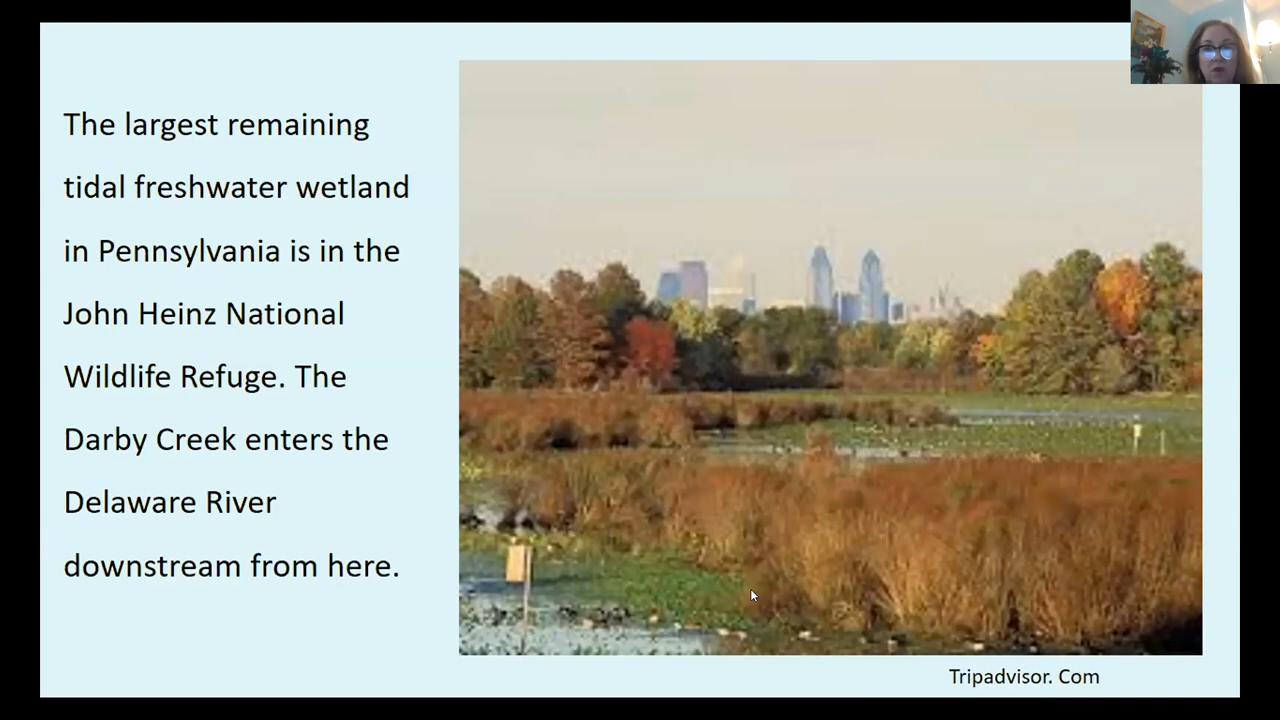 The largest remaining
tidal freshwater wetland
in Pennsylvania is in the
John Heinz National
Wildlife Refuge. The
Darby Creek enters the
Delaware River
downstream from here.
Tripadvisor. Com